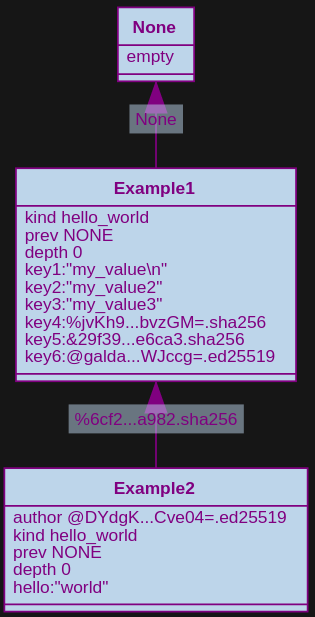 None
empty
None
Example1
kind hello_world
prev NONE
depth 0
key1:"my_value\n"
key2:"my_value2"
key3:"my_value3"
key4:%jvKh9...bvzGM=.sha256
key5:&29f39...e6ca3.sha256
key6:@galda...WJccg=.ed25519
%6cf2...a982.sha256
Example2
author @DYdgK...Cve04=.ed25519
kind hello_world
prev NONE
depth 0
hello:"world"